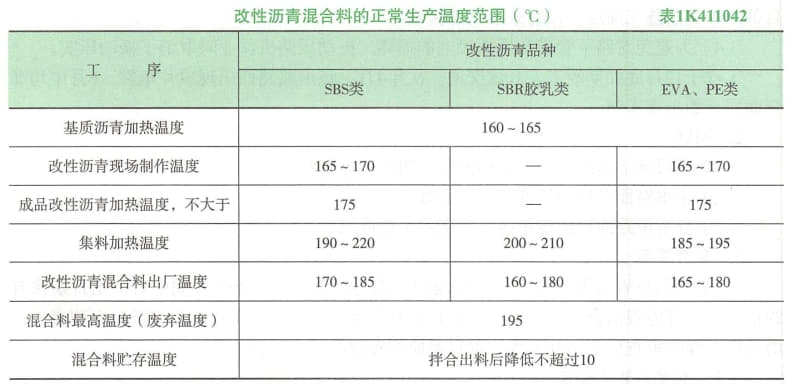 改性沥青混合料的正常生产温度范围（℃） 表1K411042
工 序 改性沥青品种
SBS类 SBR胶乳类 EVA、PE类
基质沥青加热温度 160～165
改性沥青现场制作温度 165～170 — 165～170
成品改性沥青加热温度，不大于 175 — 175
集料加热温度 190～220 200～210 185～195
改性沥青混合料出厂温度 170～185 160～180 165～180
混合料最高温度（废弃温度） 195
混合料贮存温度 拌合出料后降低不超过10